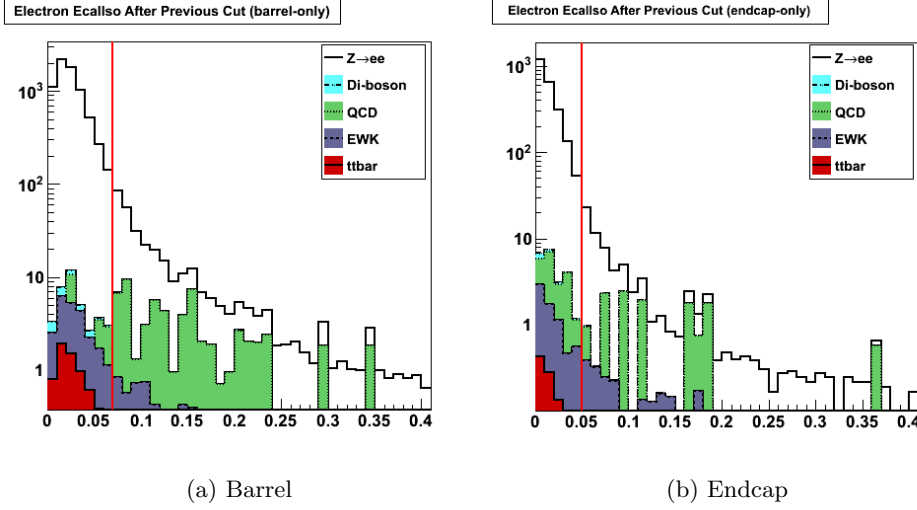 Electron EcalIso After Previous Cut (barrel-only)
Z→ee
Di-boson
QCD
EWK
ttbar
10³
10²
10
1
0 0.05 0.1 0.15 0.2 0.25 0.3 0.35 0.4
(a) Barrel
Electron EcalIso After Previous Cut (endcap-only)
Z→ee
Di-boson
QCD
EWK
ttbar
10³
10²
10
1
0 0.05 0.1 0.15 0.2 0.25 0.3 0.35 0.4
(b) Endcap